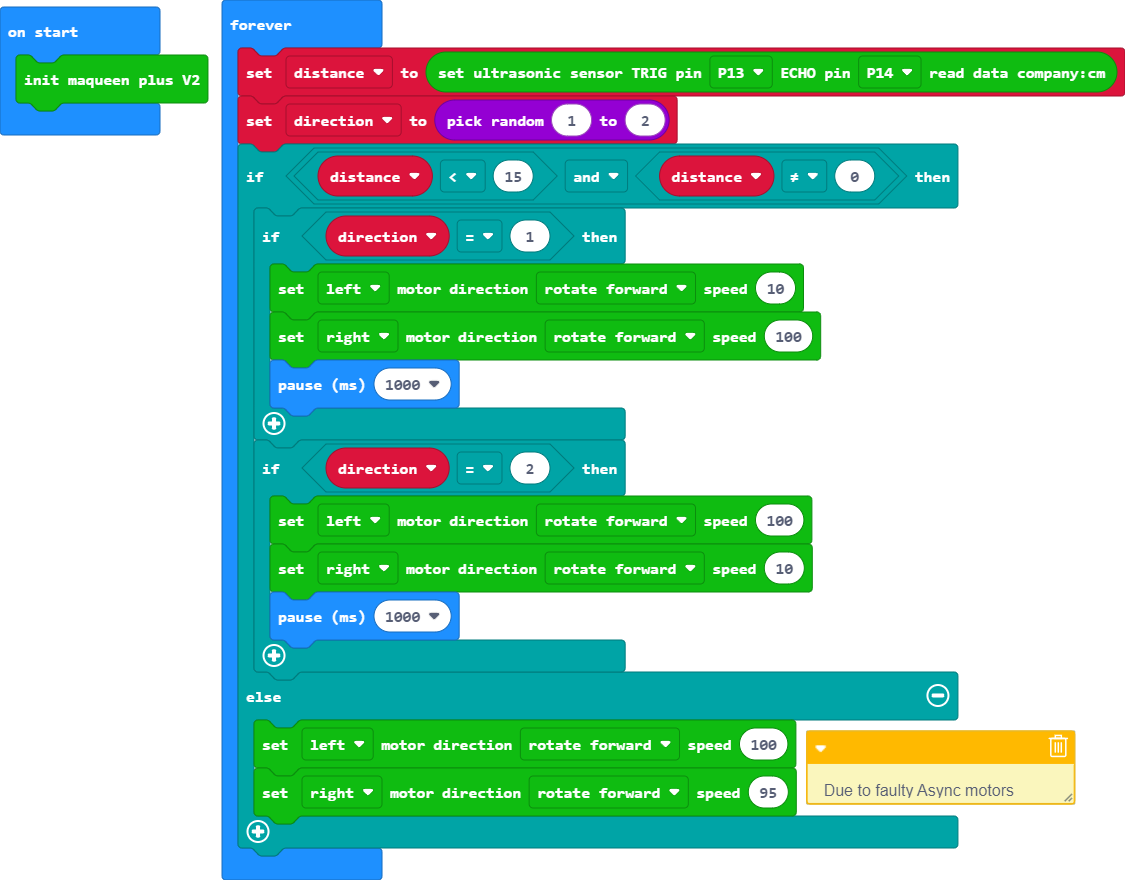 on start
init maqueen plus V2
forever
set distance to set ultrasonic sensor TRIG pin P13 ECHO pin P14 read data company:cm
set direction to pick random 1 to 2
if distance < 15 and distance ≠ 0 then
if direction = 1 then
set left motor direction rotate forward speed 10
set right motor direction rotate forward speed 100
pause (ms) 1000
if direction = 2 then
set left motor direction rotate forward speed 100
set right motor direction rotate forward speed 10
pause (ms) 1000
else
set left motor direction rotate forward speed 100
set right motor direction rotate forward speed 95
Due to faulty Async motors